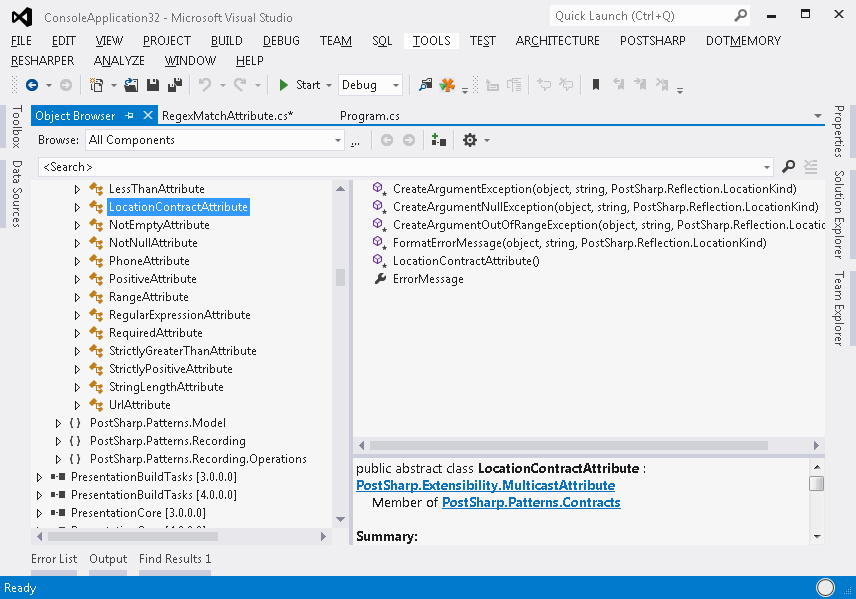 ConsoleApplication32 - Microsoft Visual Studio
Quick Launch (Ctrl+Q)
FILE EDIT VIEW PROJECT BUILD DEBUG TEAM SQL TOOLS TEST ARCHITECTURE POSTSHARP DOTMEMORY
RESHARPER ANALYZE WINDOW HELP
Start Debug
Toolbox
Data Sources
Object Browser RegexMatchAttribute.cs* Program.cs
Browse: All Components ...
<Search>
LessThanAttribute
LocationContractAttribute
NotEmptyAttribute
NotNullAttribute
PhoneAttribute
PositiveAttribute
RangeAttribute
RegularExpressionAttribute
RequiredAttribute
StrictlyGreaterThanAttribute
StrictlyPositiveAttribute
StringLengthAttribute
UrlAttribute
{ } PostSharp.Patterns.Model
{ } PostSharp.Patterns.Recording
{ } PostSharp.Patterns.Recording.Operations
PresentationBuildTasks [3.0.0.0]
PresentationBuildTasks [4.0.0.0]
PresentationCore [3.0.0.0]
CreateArgumentException(object, string, PostSharp.Reflection.LocationKind)
CreateArgumentNullException(object, string, PostSharp.Reflection.LocationKind)
CreateArgumentOutOfRangeException(object, string, PostSharp.Reflection.Locatio
FormatErrorMessage(object, string, PostSharp.Reflection.LocationKind)
LocationContractAttribute()
ErrorMessage
public abstract class LocationContractAttribute :
PostSharp.Extensibility.MulticastAttribute
Member of PostSharp.Patterns.Contracts
Summary:
Properties
Solution Explorer
Team Explorer
Error List Output Find Results 1
Ready